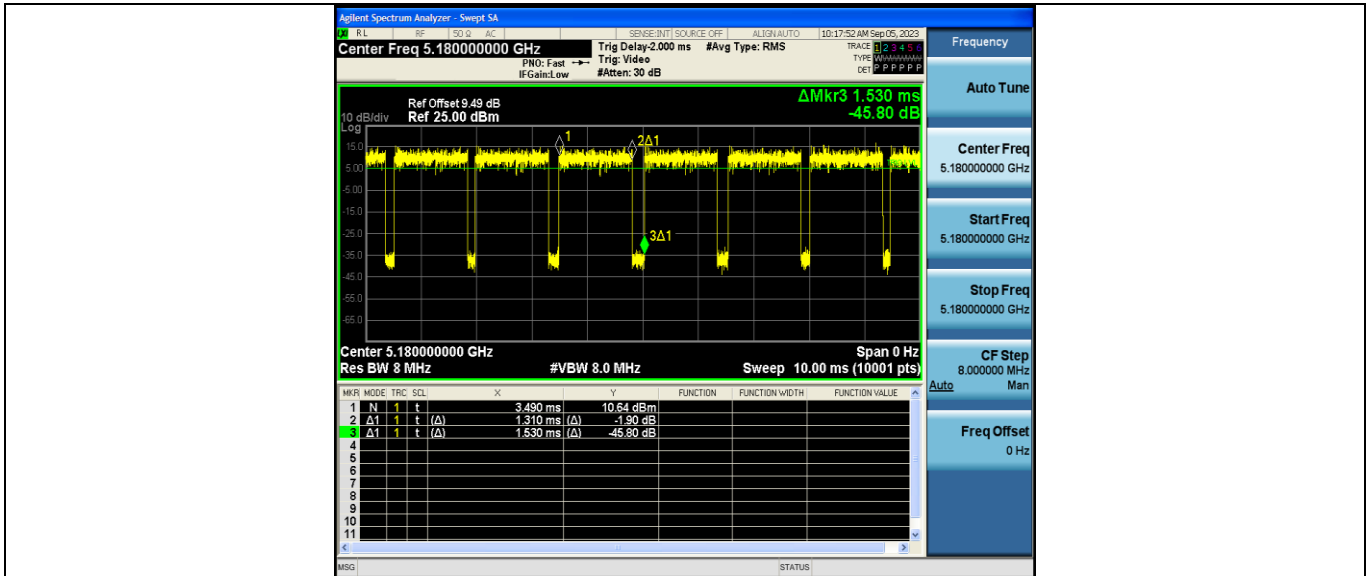 Agilent Spectrum Analyzer - Swept SA
LXI RL RF 50 Ω AC SENSE:INT SOURCE OFF ALIGN AUTO 10:17:52 AM Sep 05, 2023
Center Freq 5.180000000 GHz
PNO: Fast
IFGain:Low
Trig Delay-2.000 ms
Trig: Video
#Atten: 30 dB
#Avg Type: RMS
TRACE 1 2 3 4 5 6
TYPE
DET P P P P P P
ΔMkr3 1.530 ms
-45.80 dB
Ref Offset 9.49 dB
10 dB/div Ref 25.00 dBm
Log
15.0
5.00
-5.00
-15.0
-25.0
-35.0
-45.0
-55.0
-65.0
1
2Δ1
3Δ1
Center 5.180000000 GHz Span 0 Hz
Res BW 8 MHz #VBW 8.0 MHz Sweep 10.00 ms (10001 pts)
MKR MODE TRC SCL X Y FUNCTION FUNCTION WIDTH FUNCTION VALUE
1 N 1 t 3.490 ms 10.64 dBm
2 Δ1 1 t (Δ) 1.310 ms (Δ) -1.90 dB
3 Δ1 1 t (Δ) 1.530 ms (Δ) -45.80 dB
4
5
6
7
8
9
10
11
MSG STATUS
Frequency
Auto Tune
Center Freq
5.180000000 GHz
Start Freq
5.180000000 GHz
Stop Freq
5.180000000 GHz
CF Step
8.000000 MHz
Auto Man
Freq Offset
0 Hz